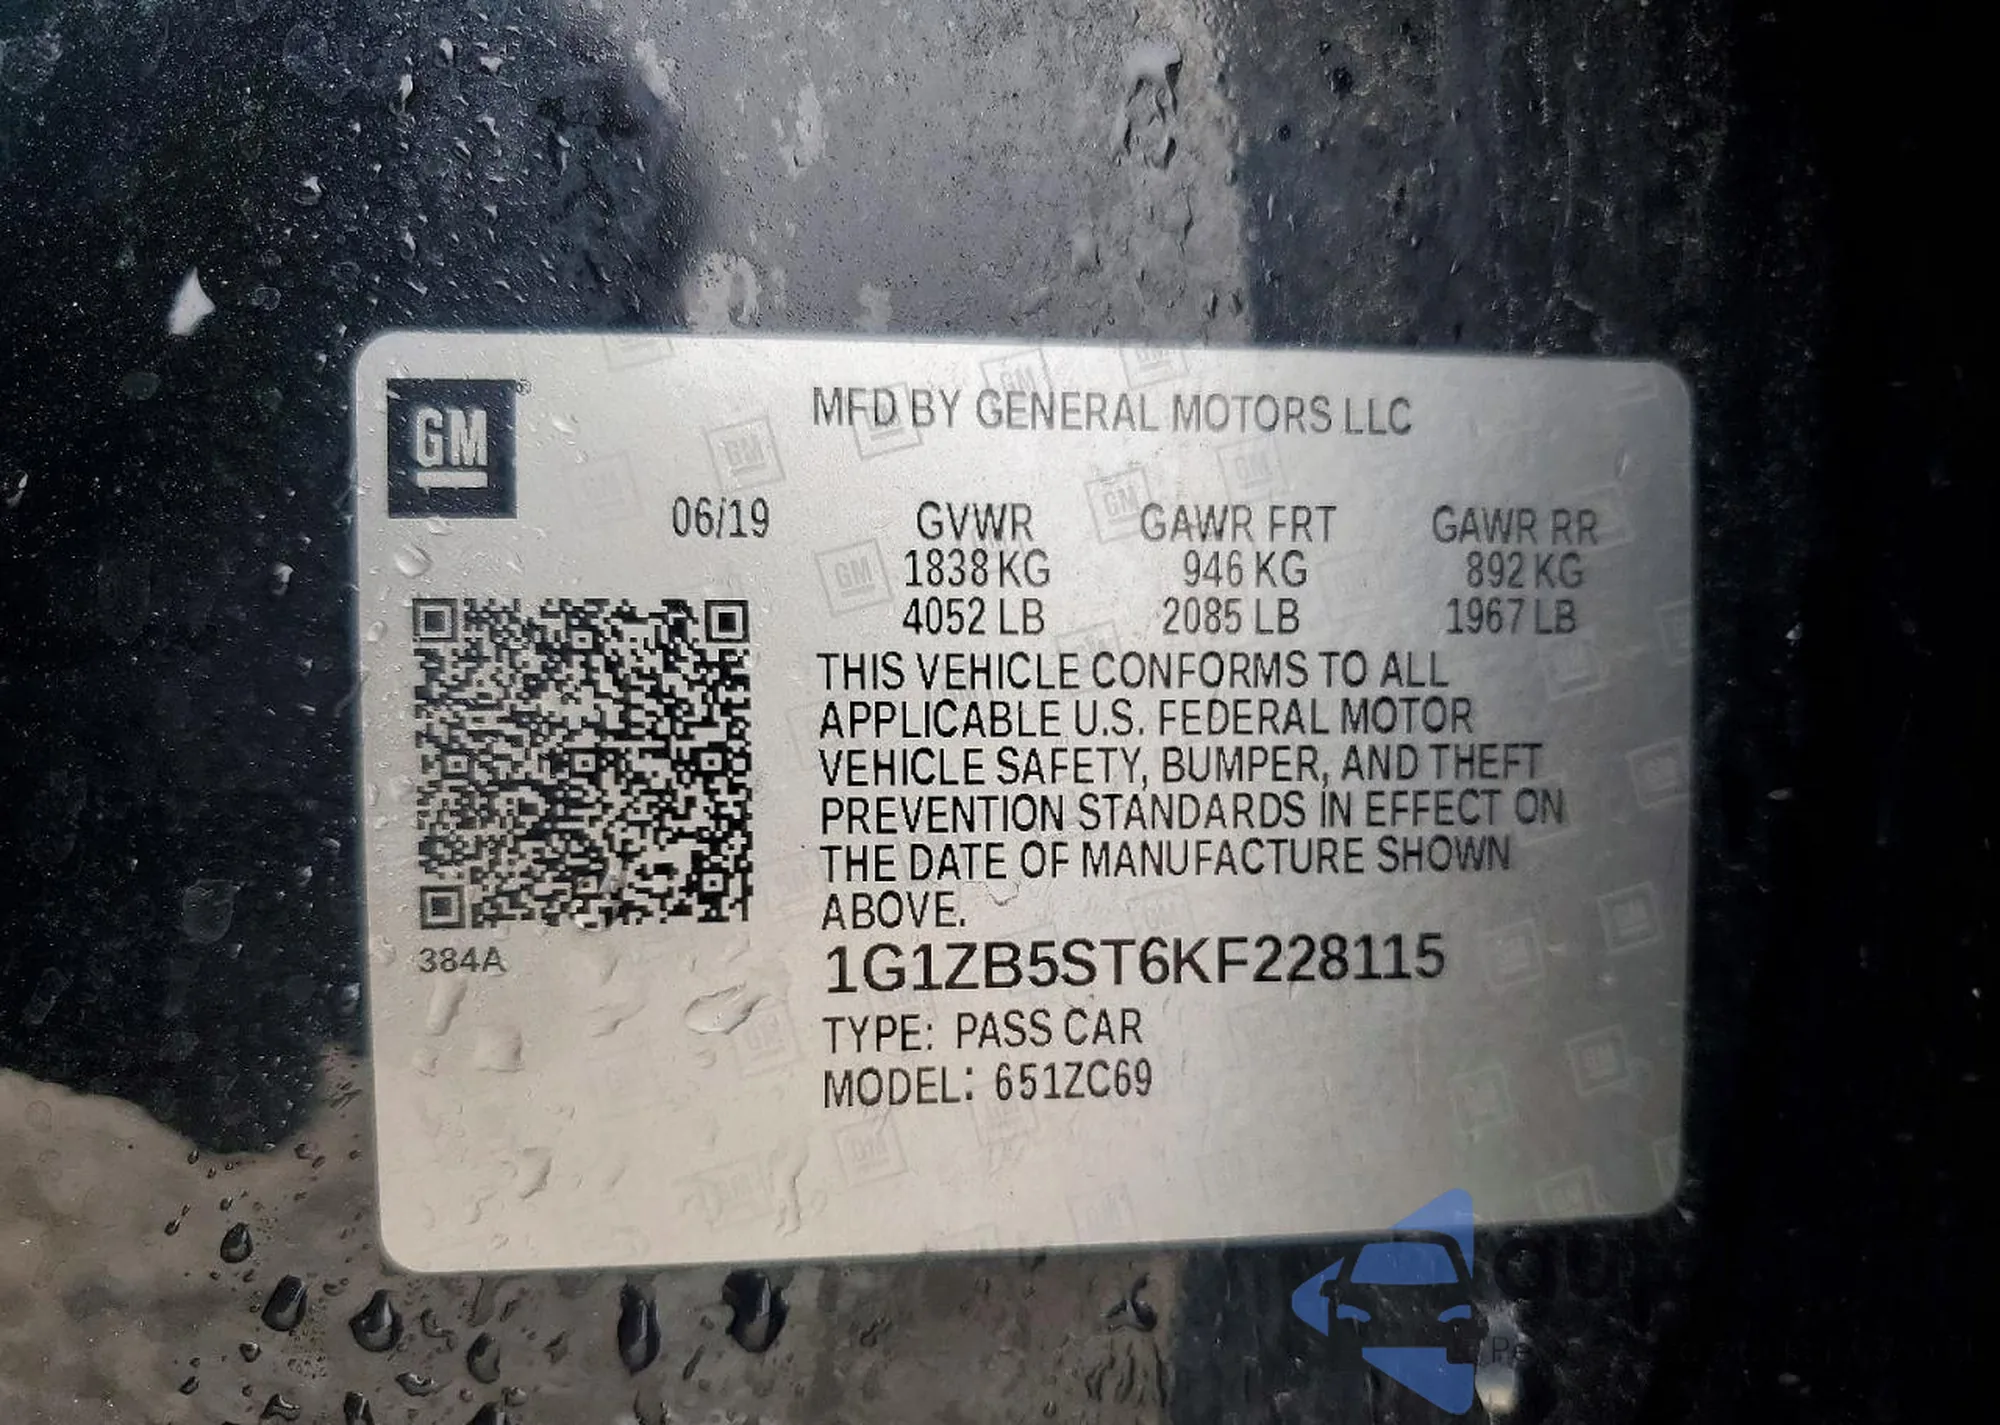 GM
MFD BY GENERAL MOTORS LLC
06/19 GVWR GAWR FRT GAWR RR
1838 KG 946 KG 892 KG
4052 LB 2085 LB 1967 LB
THIS VEHICLE CONFORMS TO ALL
APPLICABLE U.S. FEDERAL MOTOR
VEHICLE SAFETY, BUMPER, AND THEFT
PREVENTION STANDARDS IN EFFECT ON
THE DATE OF MANUFACTURE SHOWN
ABOVE.
384A
1G1ZB5ST6KF228115
TYPE: PASS CAR
MODEL: 651ZC69